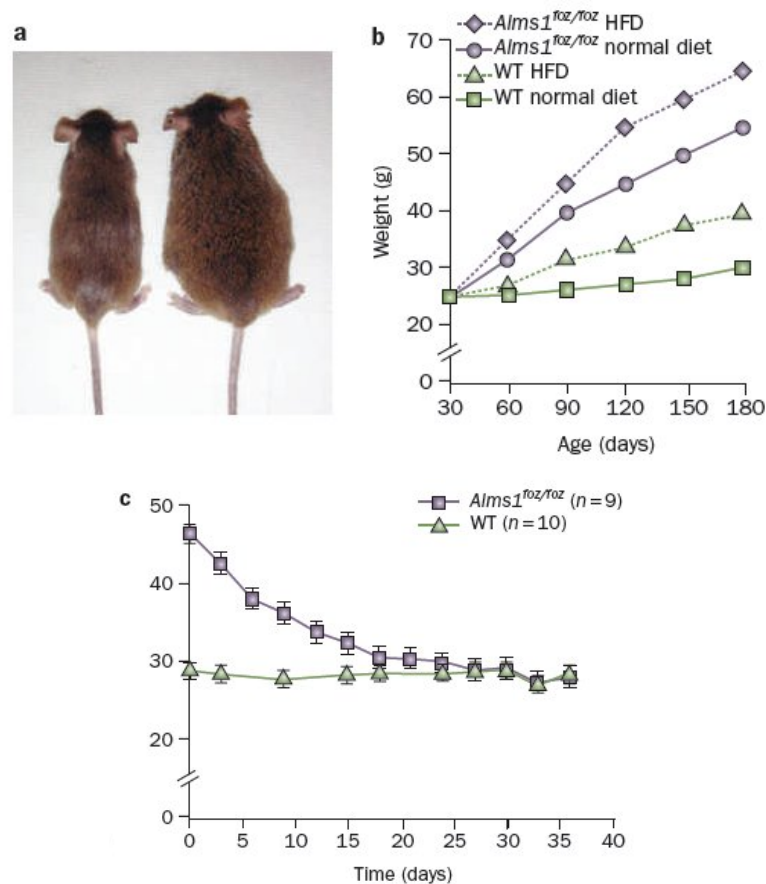 a
b
Alms1foz/foz HFD
Alms1foz/foz normal diet
WT HFD
WT normal diet
70
60
50
40
30
20
0
Weight (g)
30 60 90 120 150 180
Age (days)
c
Alms1foz/foz (n = 9)
WT (n = 10)
50
40
30
20
0
0 5 10 15 20 25 30 35 40
Time (days)